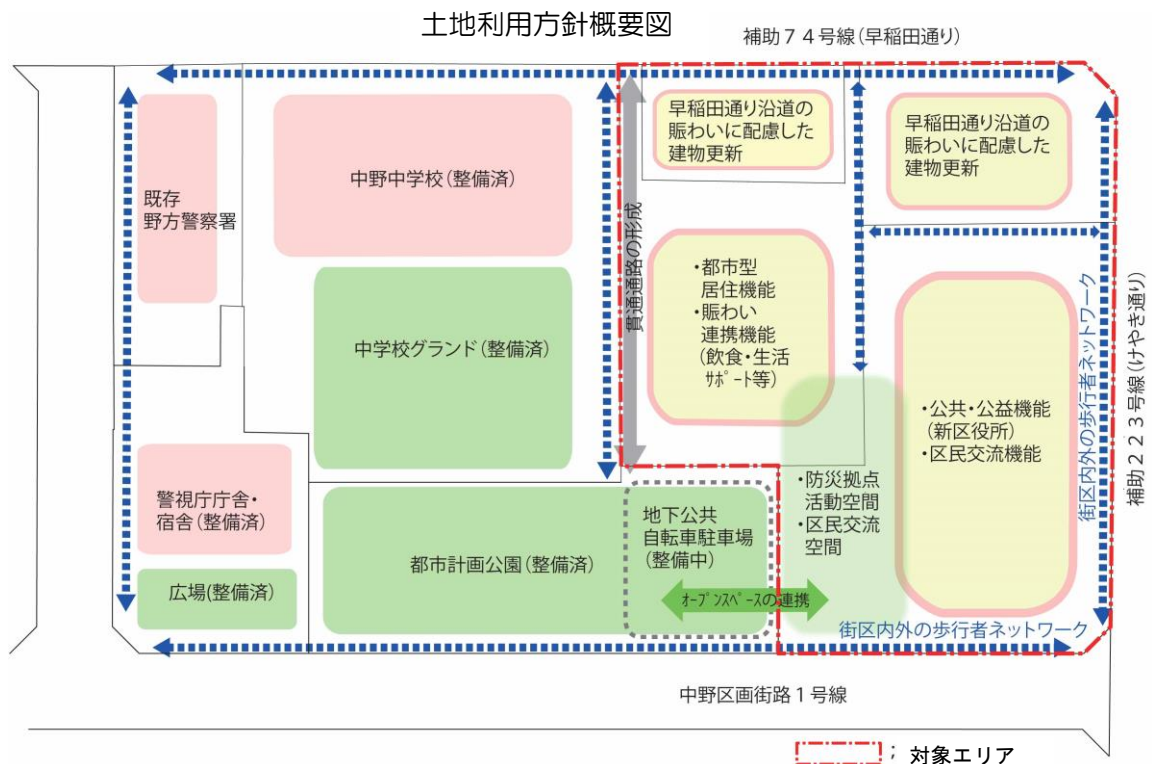 土地利用方針概要図
補助74号線(早稲田通り)
早稲田通り沿道の
賑わいに配慮した
建物更新
早稲田通り沿道の
賑わいに配慮した
建物更新
既存
野方警察署
中野中学校(整備済)
貫通通路の形成
・都市型
居住機能
・賑わい
連携機能
(飲食・生活
ｻﾎﾟｰﾄ等)
中学校グランド(整備済)
・公共・公益機能
(新区役所)
・区民交流機能
街区内外の歩行者ネットワーク
補助223号線(けやき通り)
警視庁庁舎・
宿舎(整備済)
広場(整備済)
都市計画公園(整備済)
地下公共
自転車駐車場
(整備中)
・防災拠点
活動空間
・区民交流
空間
ｵｰﾌﾟﾝｽﾍﾟｰｽの連携
街区内外の歩行者ネットワーク
中野区画街路1号線
; 対象エリア